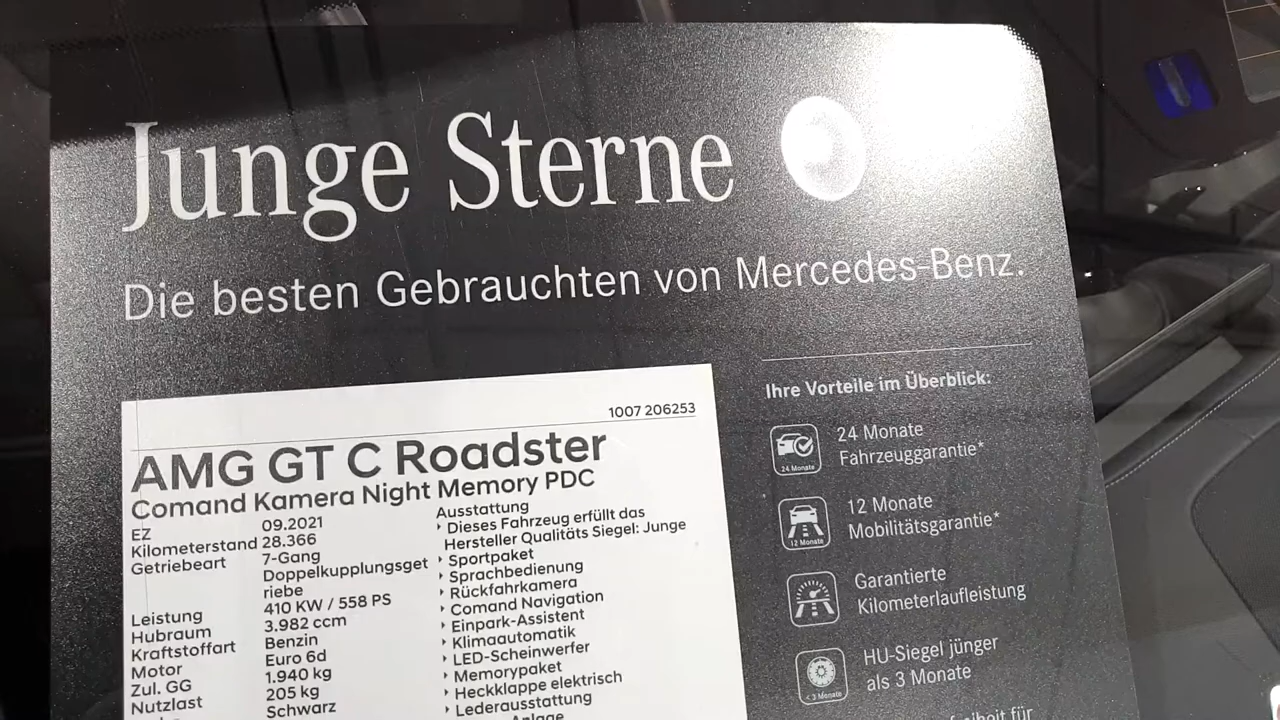 Junge Sterne
Die besten Gebrauchten von Mercedes-Benz.
1007 206253
AMG GT C Roadster
Comand Kamera Night Memory PDC
EZ 09.2021
Kilometerstand 28.366
Getriebeart 7-Gang
Doppelkupplungsget
riebe
Leistung 410 KW / 558 PS
Hubraum 3.982 ccm
Kraftstoffart Benzin
Motor Euro 6d
Zul. GG 1.940 kg
Nutzlast 205 kg
Schwarz
Ausstattung
Dieses Fahrzeug erfüllt das
Hersteller Qualitäts Siegel: Junge
Sportpaket
Sprachbedienung
Rückfahrkamera
Comand Navigation
Einpark-Assistent
Klimaautomatik
LED-Scheinwerfer
Memorypaket
Heckklappe elektrisch
Lederausstattung
Anlage
Ihre Vorteile im Überblick:
24 Monate
24 Monate
Fahrzeuggarantie*
12 Monate
12 Monate
Mobilitätsgarantie*
Garantierte
Kilometerlaufleistung
< 3 Monate
HU-Siegel jünger
als 3 Monate
für